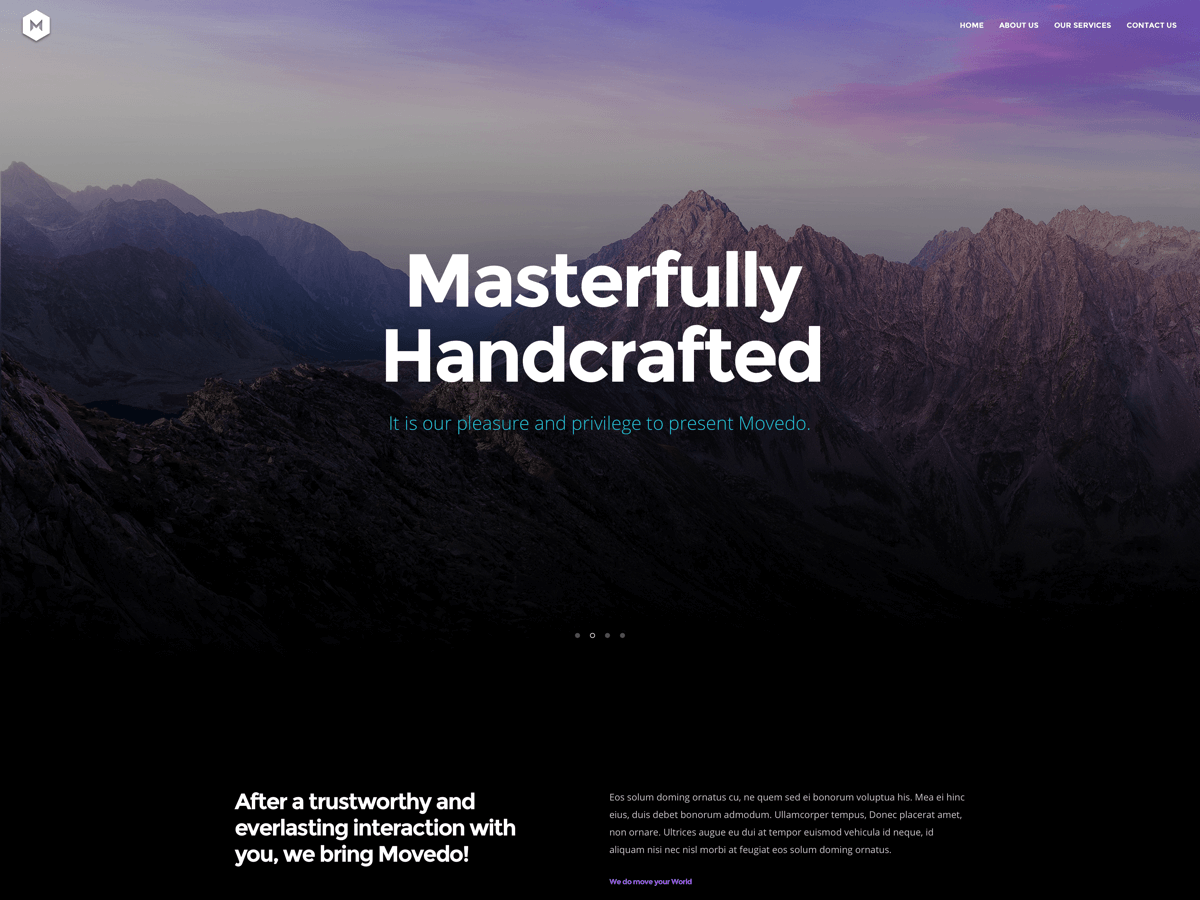 M
HOME ABOUT US OUR SERVICES CONTACT US
Masterfully
Handcrafted
It is our pleasure and privilege to present Movedo.
After a trustworthy and
everlasting interaction with
you, we bring Movedo!
Eos solum doming ornatus cu, ne quem sed ei bonorum voluptua his. Mea ei hinc
eius, duis debet bonorum admodum. Ullamcorper tempus, Donec placerat amet,
non ornare. Ultrices augue eu dui at tempor euismod vehicula id neque, id
aliquam nisi nec nisl morbi at feugiat eos solum doming ornatus.
We do move your World